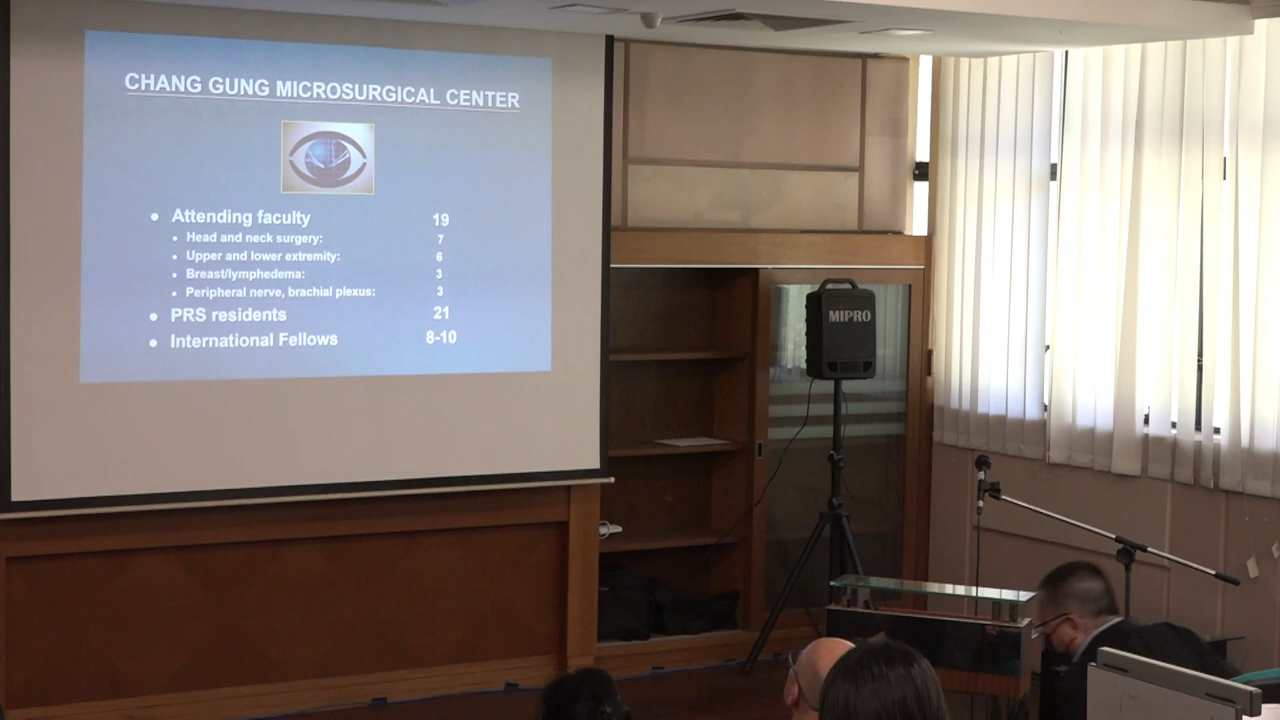 CHANG GUNG MICROSURGICAL CENTER
• Attending faculty 19
• Head and neck surgery: 7
• Upper and lower extremity: 6
• Breast/lymphedema: 3
• Peripheral nerve, brachial plexus: 3
• PRS residents 21
• International Fellows 8-10
MIPRO